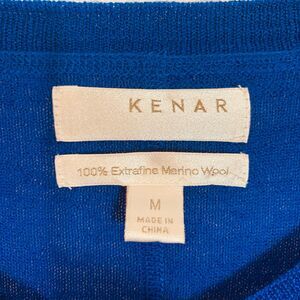 KENAR
100% Extrafine Merino Wool
M
MADE IN
CHINA